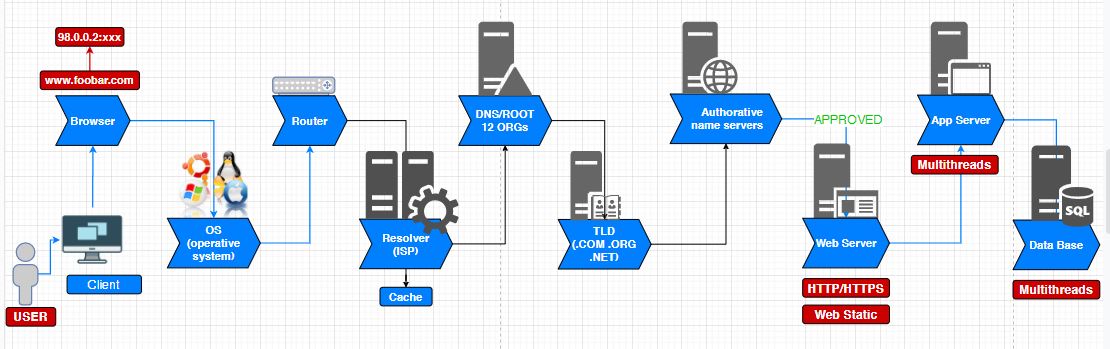 98.0.0.2:xxx
www.foobar.com
Browser
USER
Client
OS
(operative
system)
Router
Resolver
(ISP)
Cache
DNS/ROOT
12 ORGs
TLD
(.COM .ORG
.NET)
Authorative
name servers
APPROVED
Web Server
HTTP/HTTPS
Web Static
App Server
Multithreads
SQL
Data Base
Multithreads